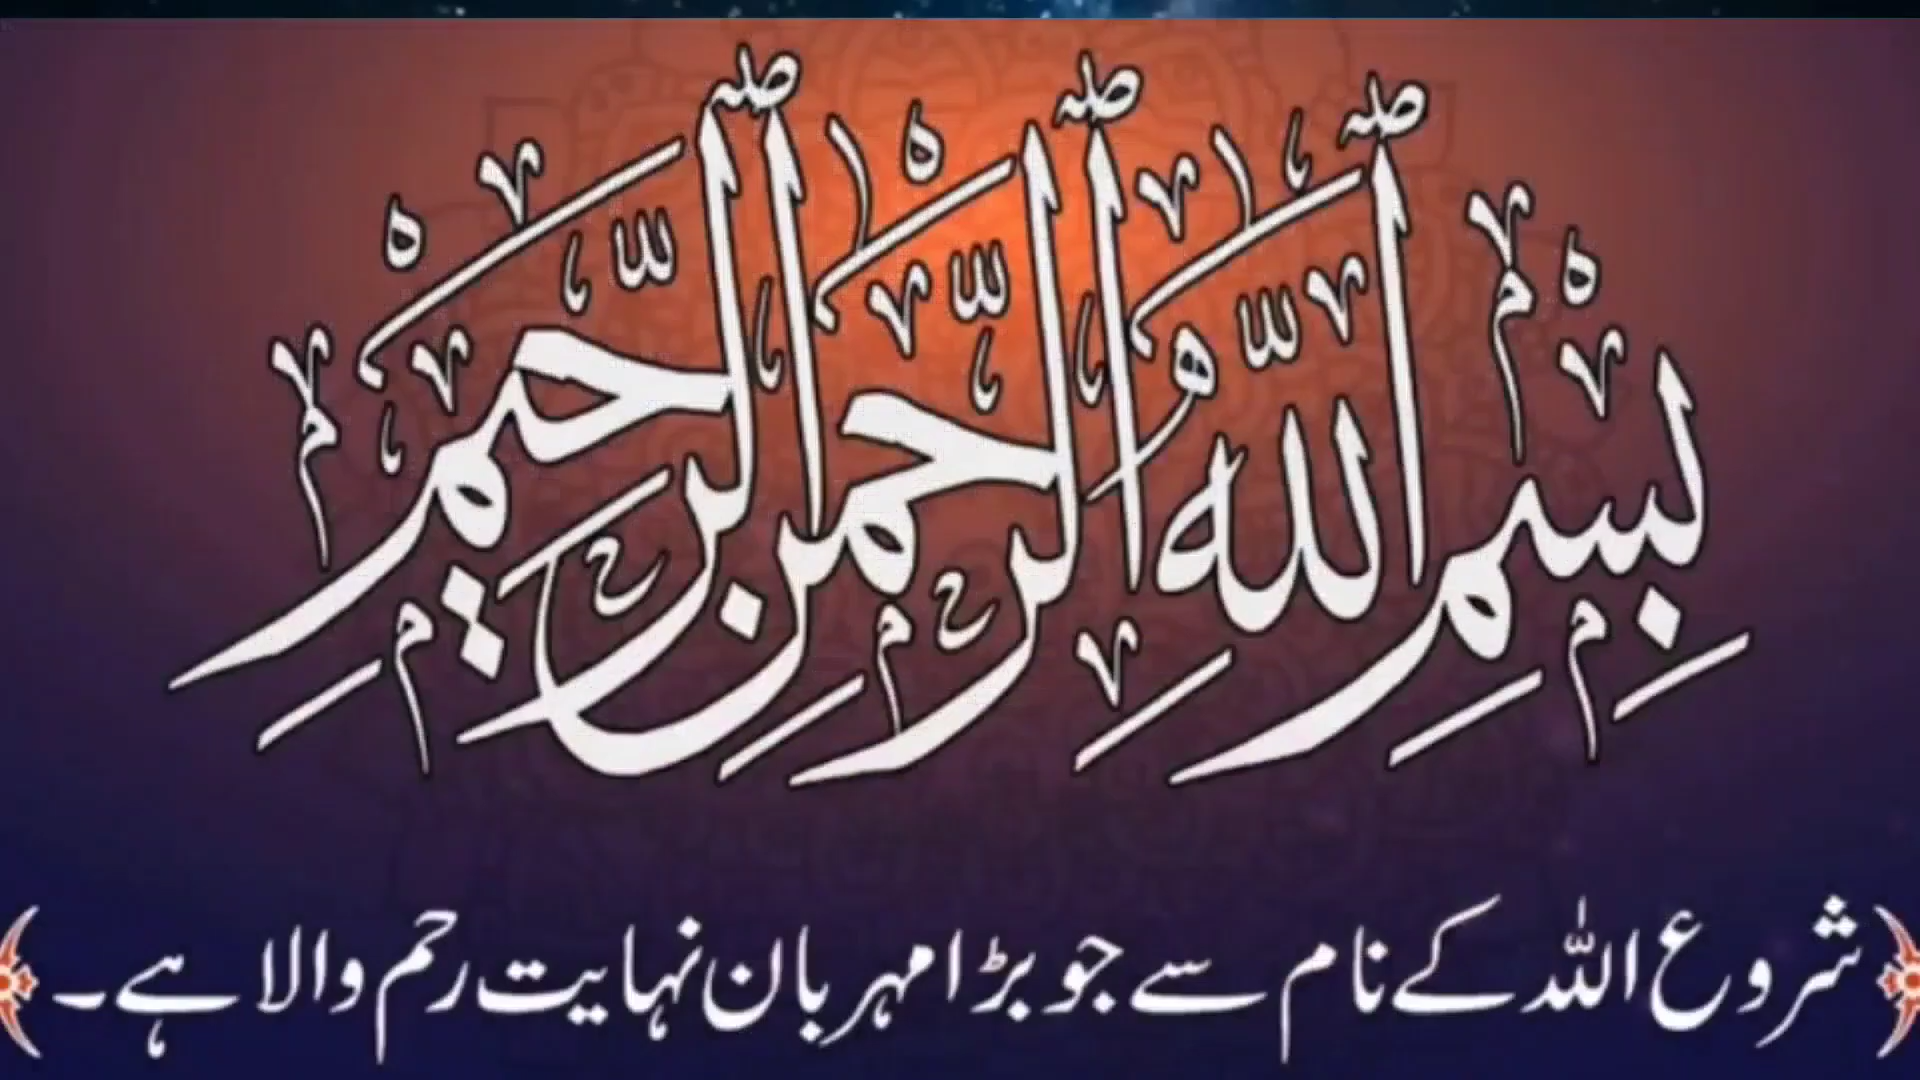 بِسْمِ اللّٰهِ الرَّحْمٰنِ الرَّحِيْمِ
شروع اللہ کے نام سے جو بڑا مہربان نہایت رحم والا ہے۔